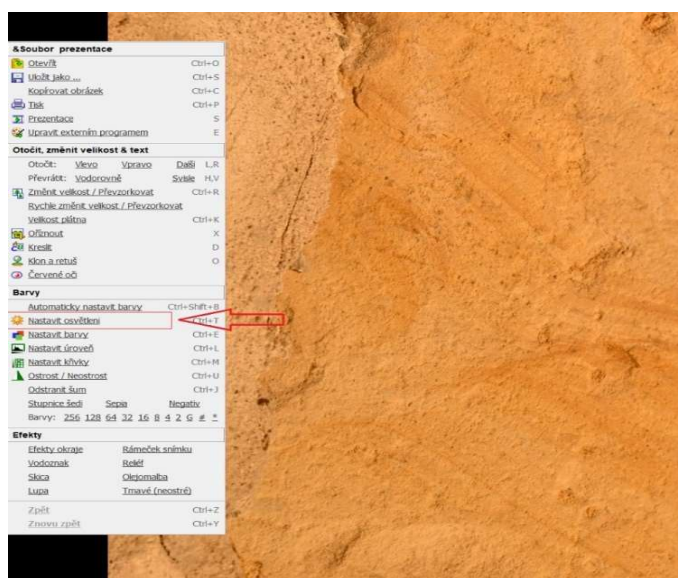 &Soubor prezentace
Otevřít Ctrl+O
Uložit jako ... Ctrl+S
Kopírovat obrázek Ctrl+C
Tisk Ctrl+P
Prezentace S
Upravit externím programem E
Otočit, změnit velikost & text
Otočit: Vlevo Vpravo Další L,R
Převrátit: Vodorovně Svisle H,V
Změnit velikost / Převzorkovat Ctrl+R
Rychle změnit velikost / Převzorkovat
Velikost plátna Ctrl+K
Oříznout X
Kreslit D
Klon a retuš O
Červené oči
Barvy
Automaticky nastavit barvy Ctrl+Shift+B
Nastavit osvětlení Ctrl+T
Nastavit barvy Ctrl+E
Nastavit úroveň Ctrl+L
Nastavit křivky Ctrl+M
Ostrost / Neostrost Ctrl+U
Odstranit šum Ctrl+J
Stupnice šedi Sepia Negativ
Barvy: 256 128 64 32 16 8 4 2 G # *
Efekty
Efekty okraje Rámeček snímku
Vodoznak Reliéf
Skica Olejomalba
Lupa Tmavé (neostré)
Zpět Ctrl+Z
Znovu zpět Ctrl+Y